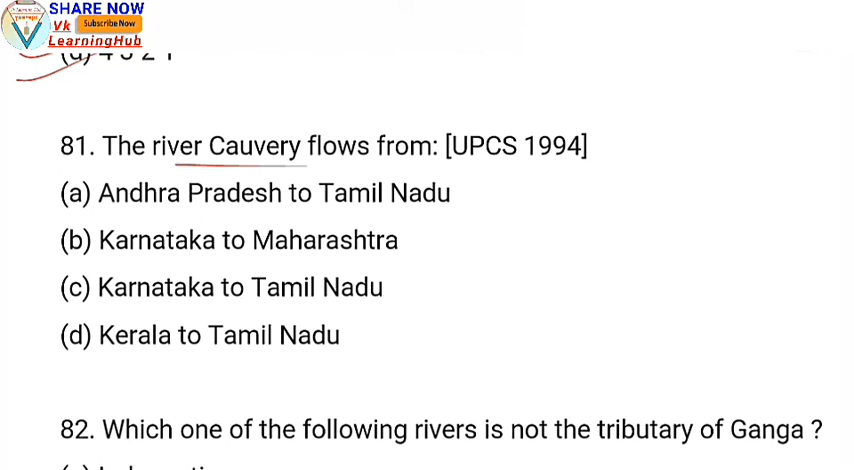 SHARE NOW
Vk Subscribe Now
LearningHub
81. The river Cauvery flows from: [UPCS 1994]
(a) Andhra Pradesh to Tamil Nadu
(b) Karnataka to Maharashtra
(c) Karnataka to Tamil Nadu
(d) Kerala to Tamil Nadu
82. Which one of the following rivers is not the tributary of Ganga ?